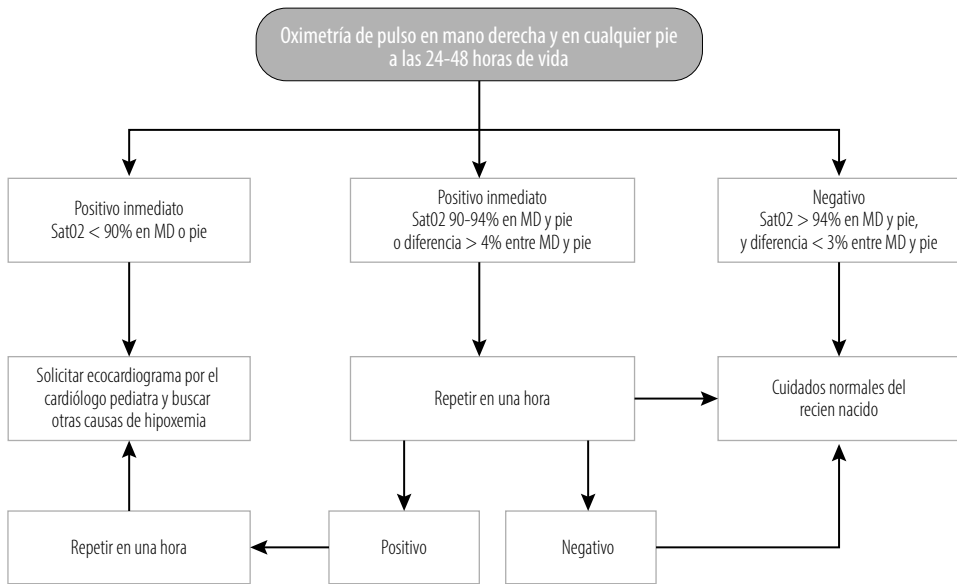 Oximetría de pulso en mano derecha y en cualquier pie
a las 24-48 horas de vida
Positivo inmediato
Sat02 < 90% en MD o pie
Positivo inmediato
Sat02 90-94% en MD y pie
o diferencia > 4% entre MD y pie
Negativo
Sat02 > 94% en MD y pie,
y diferencia < 3% entre MD y pie
Solicitar ecocardiograma por el
cardiólogo pediatra y buscar
otras causas de hipoxemia
Repetir en una hora
Cuidados normales del
recien nacido
Repetir en una hora
Positivo
Negativo